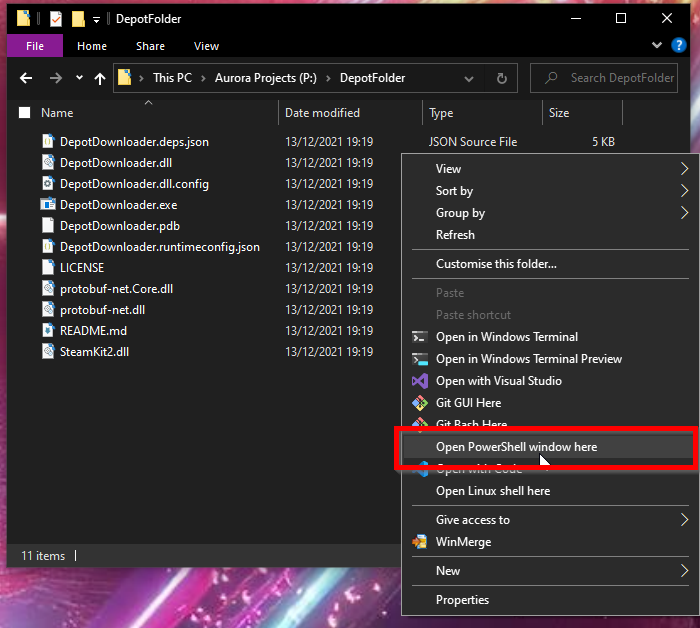 DepotFolder
File Home Share View
This PC Aurora Projects (P:) DepotFolder
Search DepotFolder
Name Date modified Type Size
DepotDownloader.deps.json 13/12/2021 19:19 JSON Source File 5 KB
DepotDownloader.dll 13/12/2021 19:19
DepotDownloader.dll.config 13/12/2021 19:19
DepotDownloader.exe 13/12/2021 19:19
DepotDownloader.pdb 13/12/2021 19:19
DepotDownloader.runtimeconfig.json 13/12/2021 19:19
LICENSE 13/12/2021 19:19
protobuf-net.Core.dll 13/12/2021 19:19
protobuf-net.dll 13/12/2021 19:19
README.md 13/12/2021 19:19
SteamKit2.dll 13/12/2021 19:19
11 items
View
Sort by
Group by
Refresh
Customise this folder...
Paste
Paste shortcut
Open in Windows Terminal
Open in Windows Terminal Preview
Open with Visual Studio
Git GUI Here
Git Bash Here
Open PowerShell window here
Open with Code
Open Linux shell here
Give access to
WinMerge
New
Properties